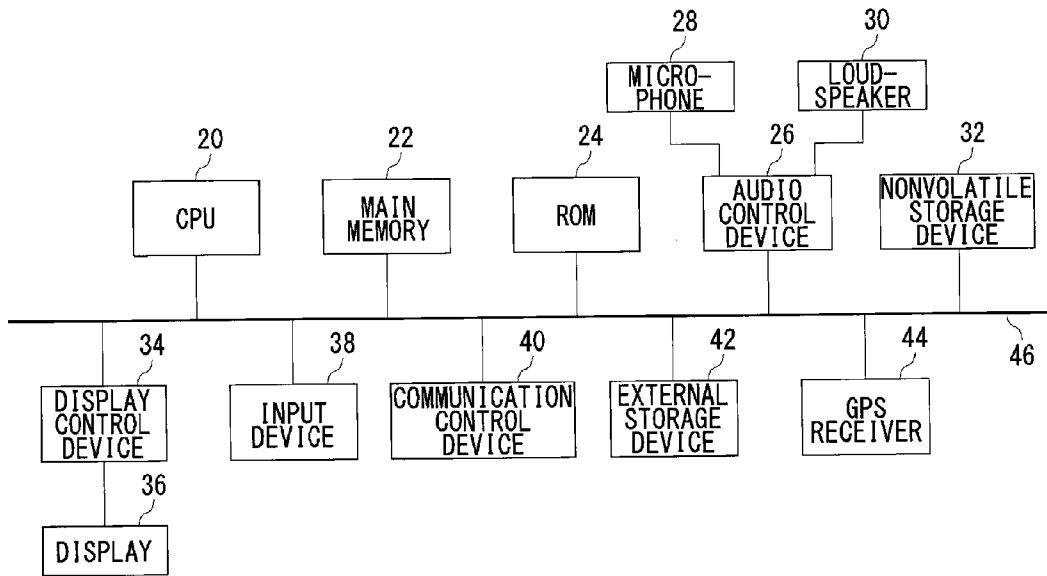 28
30
MICRO-
PHONE
LOUD-
SPEAKER
20
22
24
26
32
CPU
MAIN
MEMORY
ROM
AUDIO
CONTROL
DEVICE
NONVOLATILE
STORAGE
DEVICE
34
38
40
42
44
46
DISPLAY
CONTROL
DEVICE
INPUT
DEVICE
COMMUNICATION
CONTROL
DEVICE
EXTERNAL
STORAGE
DEVICE
GPS
RECEIVER
36
DISPLAY